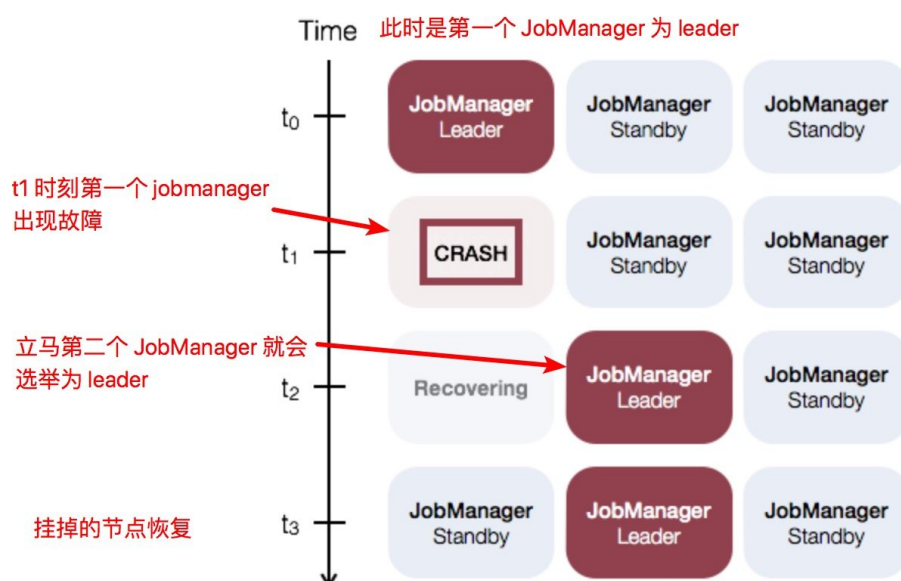 Time
此时是第一个 JobManager 为 leader
t0
JobManager
Leader
JobManager
Standby
JobManager
Standby
t1 时刻第一个 jobmanager
出现故障
t1
CRASH
JobManager
Standby
JobManager
Standby
立马第二个 JobManager 就会
选举为 leader
t2
Recovering
JobManager
Leader
JobManager
Standby
挂掉的节点恢复
t3
JobManager
Standby
JobManager
Leader
JobManager
Standby